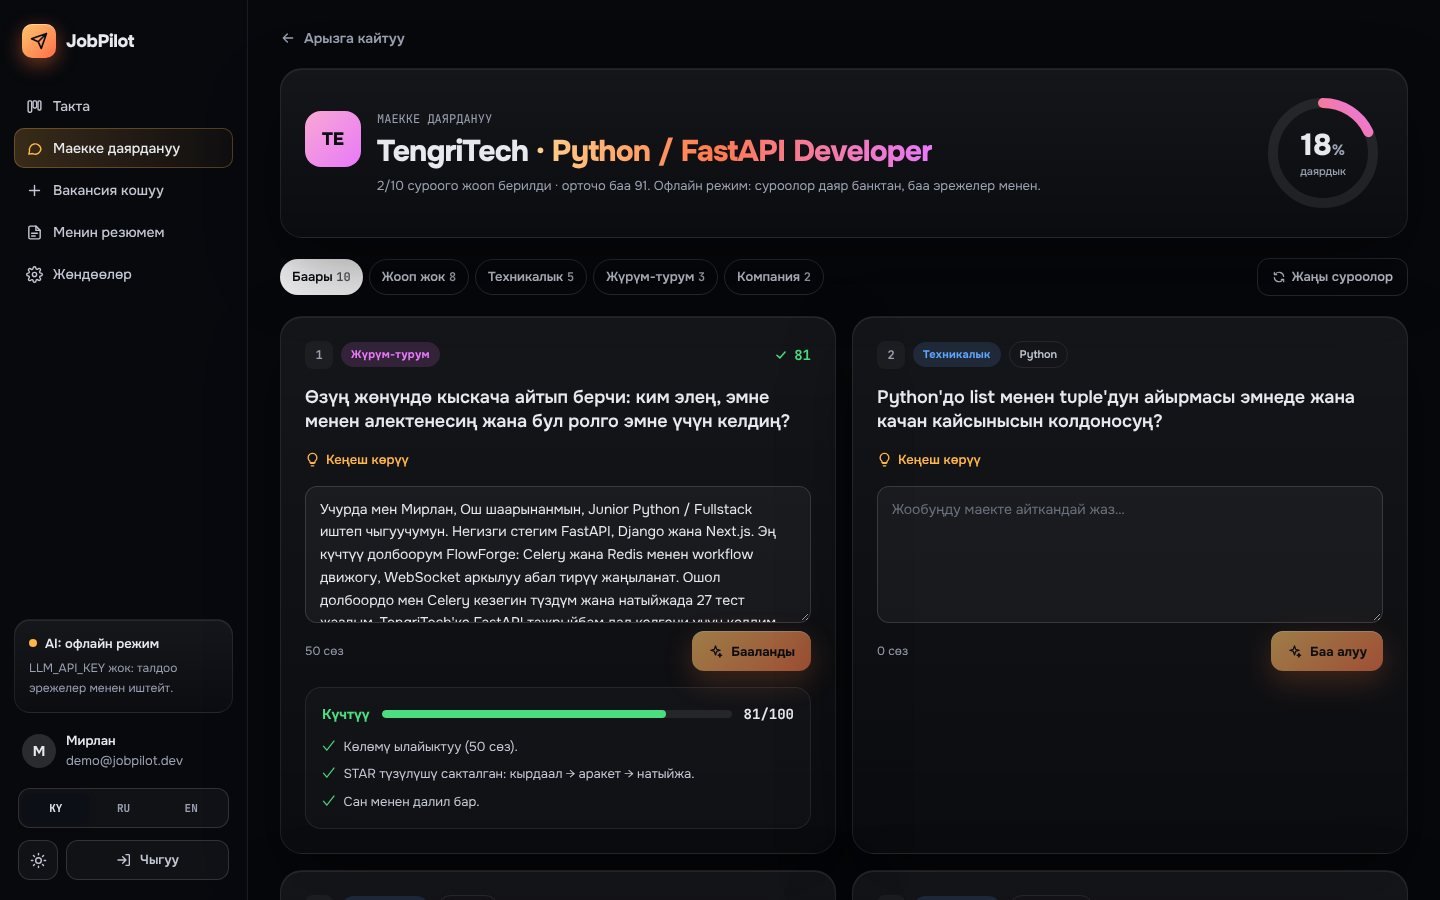 JobPilot
Такта
Маекке даярдануу
Вакансия кошуу
Менин резюмем
Жөндөөлөр
AI: офлайн режим
LLM_API_KEY жок: талдоо
эрежелер менен иштейт.
M
Мирлан
demo@jobpilot.dev
KY RU EN
Чыгуу
← Арызга кайтуу
TE
МАЕККЕ ДАЯРДАНУУ
TengriTech · Python / FastAPI Developer
2/10 суроого жооп берилди · орточо баа 91. Офлайн режим: суроолор даяр банктан, баа эрежелер менен.
18%
даярдык
Баары 10
Жооп жок 8
Техникалык 5
Жүрүм-турум 3
Компания 2
Жаңы суроолор
1 Жүрүм-турум ✓ 81
Өзүң жөнүндө кыскача айтып берчи: ким элең, эмне
менен алектенесиң жана бул ролго эмне үчүн келдиң?
Кеңеш көрүү
Учурда мен Мирлан, Ош шаарынанмын, Junior Python / Fullstack
иштеп чыгуучумун. Негизги стегим FastAPI, Django жана Next.js. Эң
күчтүү долбоорум FlowForge: Celery жана Redis менен workflow
движогу, WebSocket аркылуу абал тирүү жаңыланат. Ошол
долбоордо мен Celery кезегин түздүм жана натыйжада 27 тест
жаздым. TengriTech'ке FastAPI тажрыйбам дал келгени үчүн келдим
50 сөз
Бааланды
Күчтүү 81/100
✓ Көлөмү ылайыктуу (50 сөз).
✓ STAR түзүлүшү сакталган: кырдаал → аракет → натыйжа.
✓ Сан менен далил бар.
2 Техникалык Python
Python'до list менен tuple'дун айырмасы эмнеде жана
качан кайсынысын колдоносуң?
Кеңеш көрүү
Жообуңду маекте айткандай жаз…
0 сөз
Баа алуу